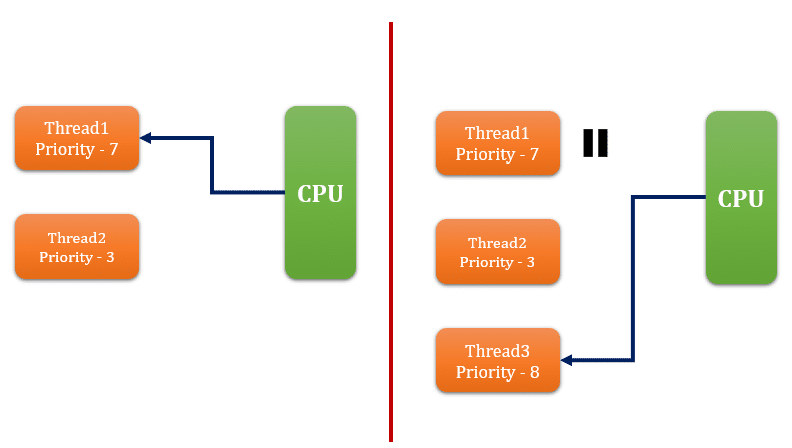 Thread1
Priority - 7
CPU
Thread2
Priority - 3
Thread1
Priority - 7
CPU
Thread2
Priority - 3
Thread3
Priority - 8